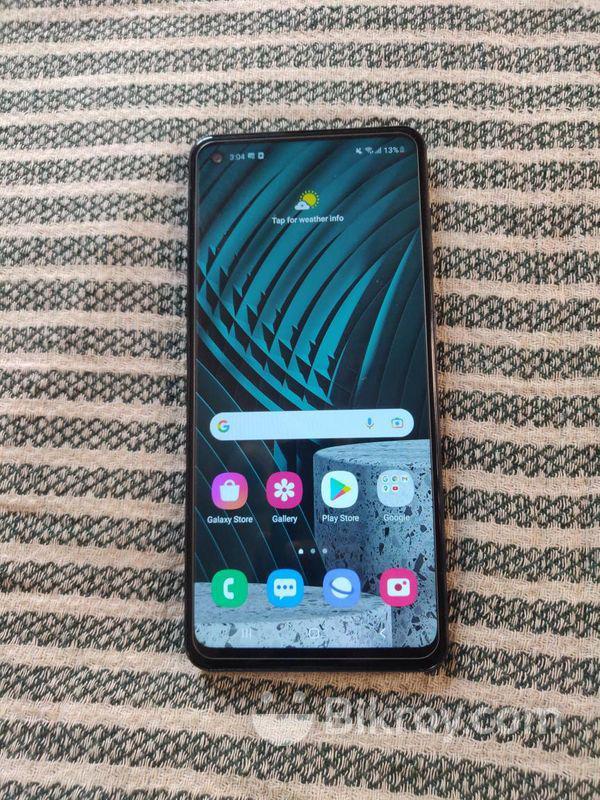 3:04
13%
Tap for weather info
G
Galaxy Store
Gallery
Play Store
Google
Bikroy.com